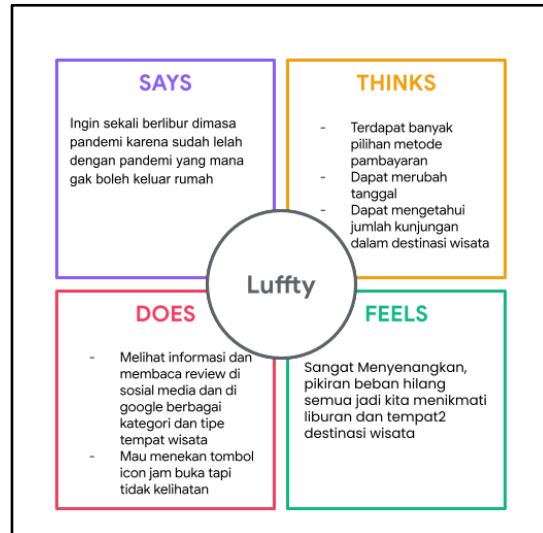 SAYS
Ingin sekali berlibur dimasa
pandemi karena sudah lelah
dengan pandemi yang mana
gak boleh keluar rumah
THINKS
- Terdapat banyak
pilihan metode
pambayaran
- Dapat merubah
tanggal
- Dapat mengetahui
jumlah kunjungan
dalam destinasi wisata
Luffty
DOES
- Melihat informasi dan
membaca review di
sosial media dan di
google berbagai
kategori dan tipe
tempat wisata
- Mau menekan tombol
icon jam buka tapi
tidak kelihatan
FEELS
Sangat Menyenangkan,
pikiran beban hilang
semua jadi kita menikmati
liburan dan tempat2
destinasi wisata